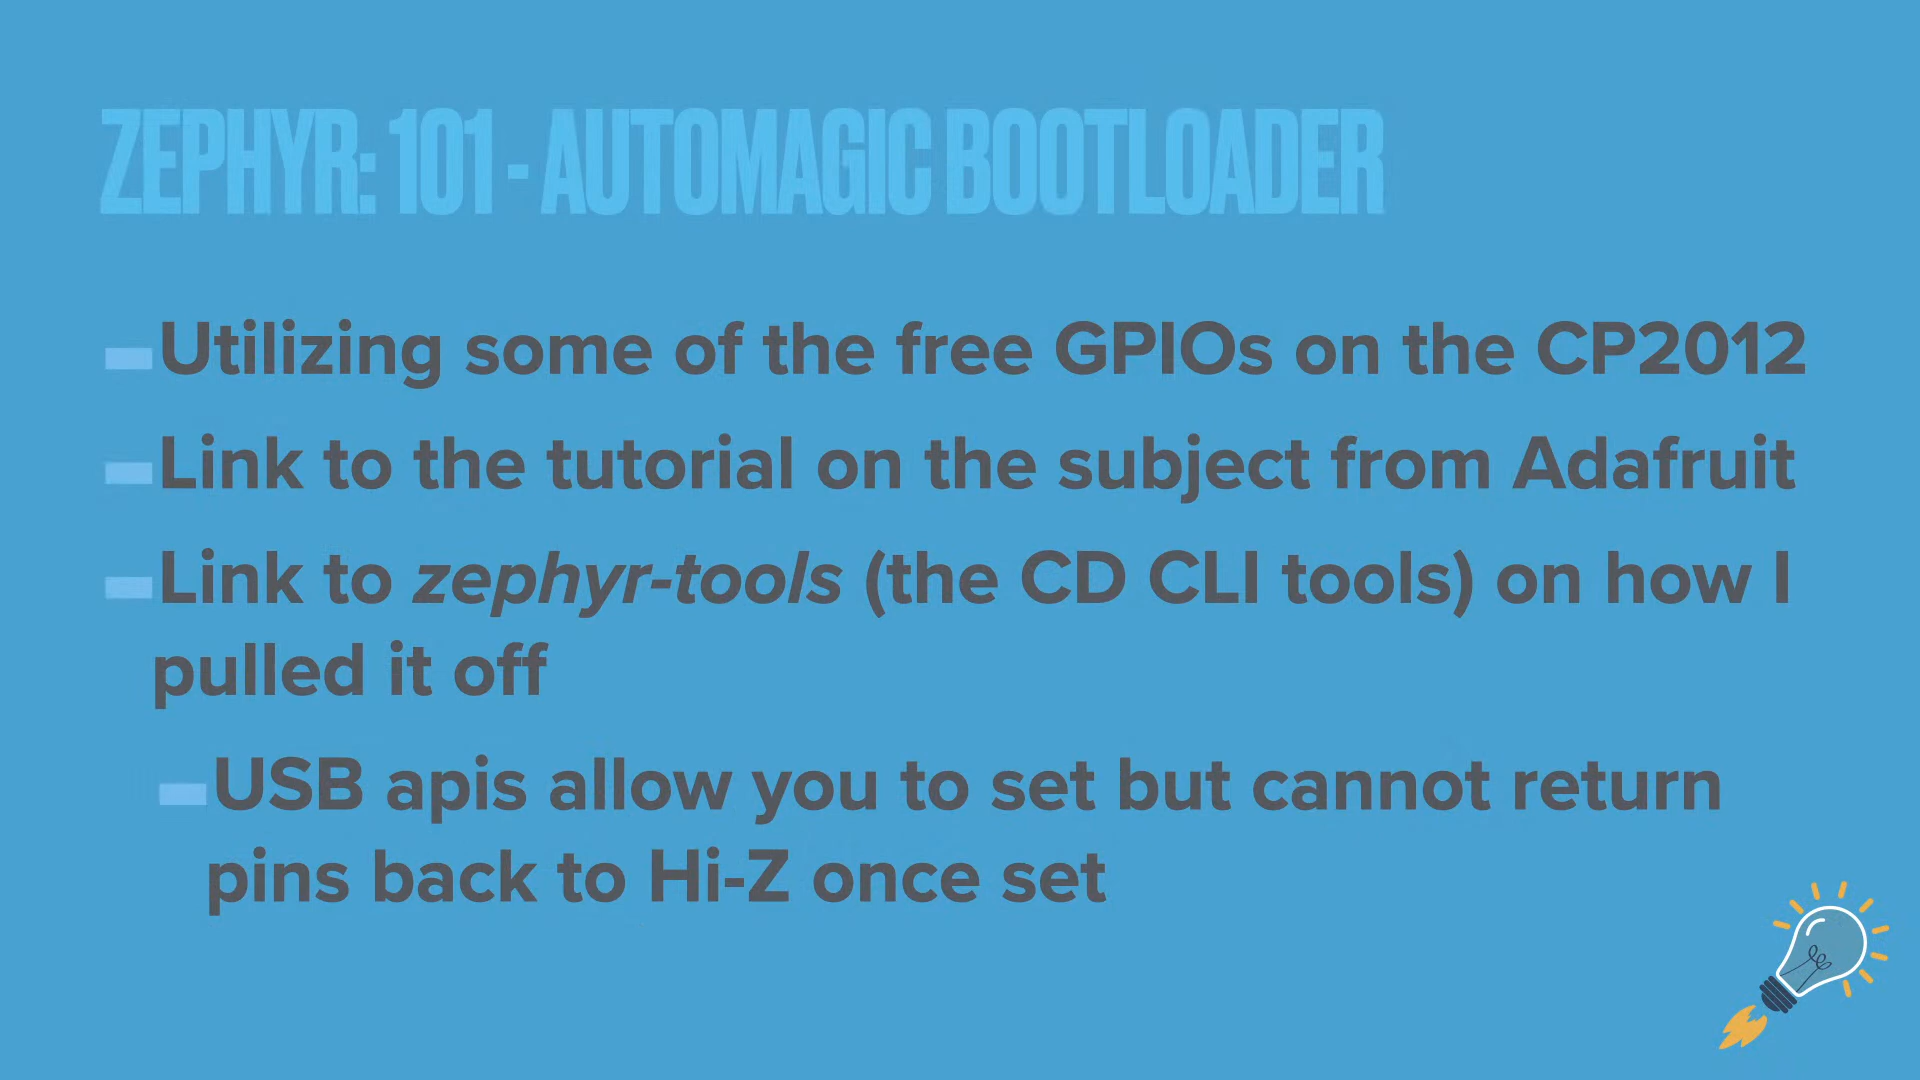 ZEPHYR: 101 - AUTOMAGIC BOOTLOADER
Utilizing some of the free GPIOs on the CP2012
Link to the tutorial on the subject from Adafruit
Link to zephyr-tools (the CD CLI tools) on how I
pulled it off
USB apis allow you to set but cannot return
pins back to Hi-Z once set